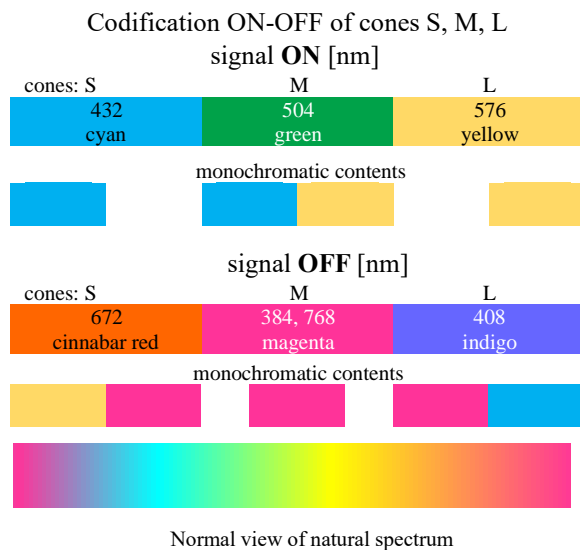 Codification ON-OFF of cones S, M, L
signal ON [nm]
cones: S M L
432 504 576
cyan green yellow
monochromatic contents
signal OFF [nm]
cones: S M L
672 384, 768 408
cinnabar red magenta indigo
monochromatic contents
Normal view of natural spectrum